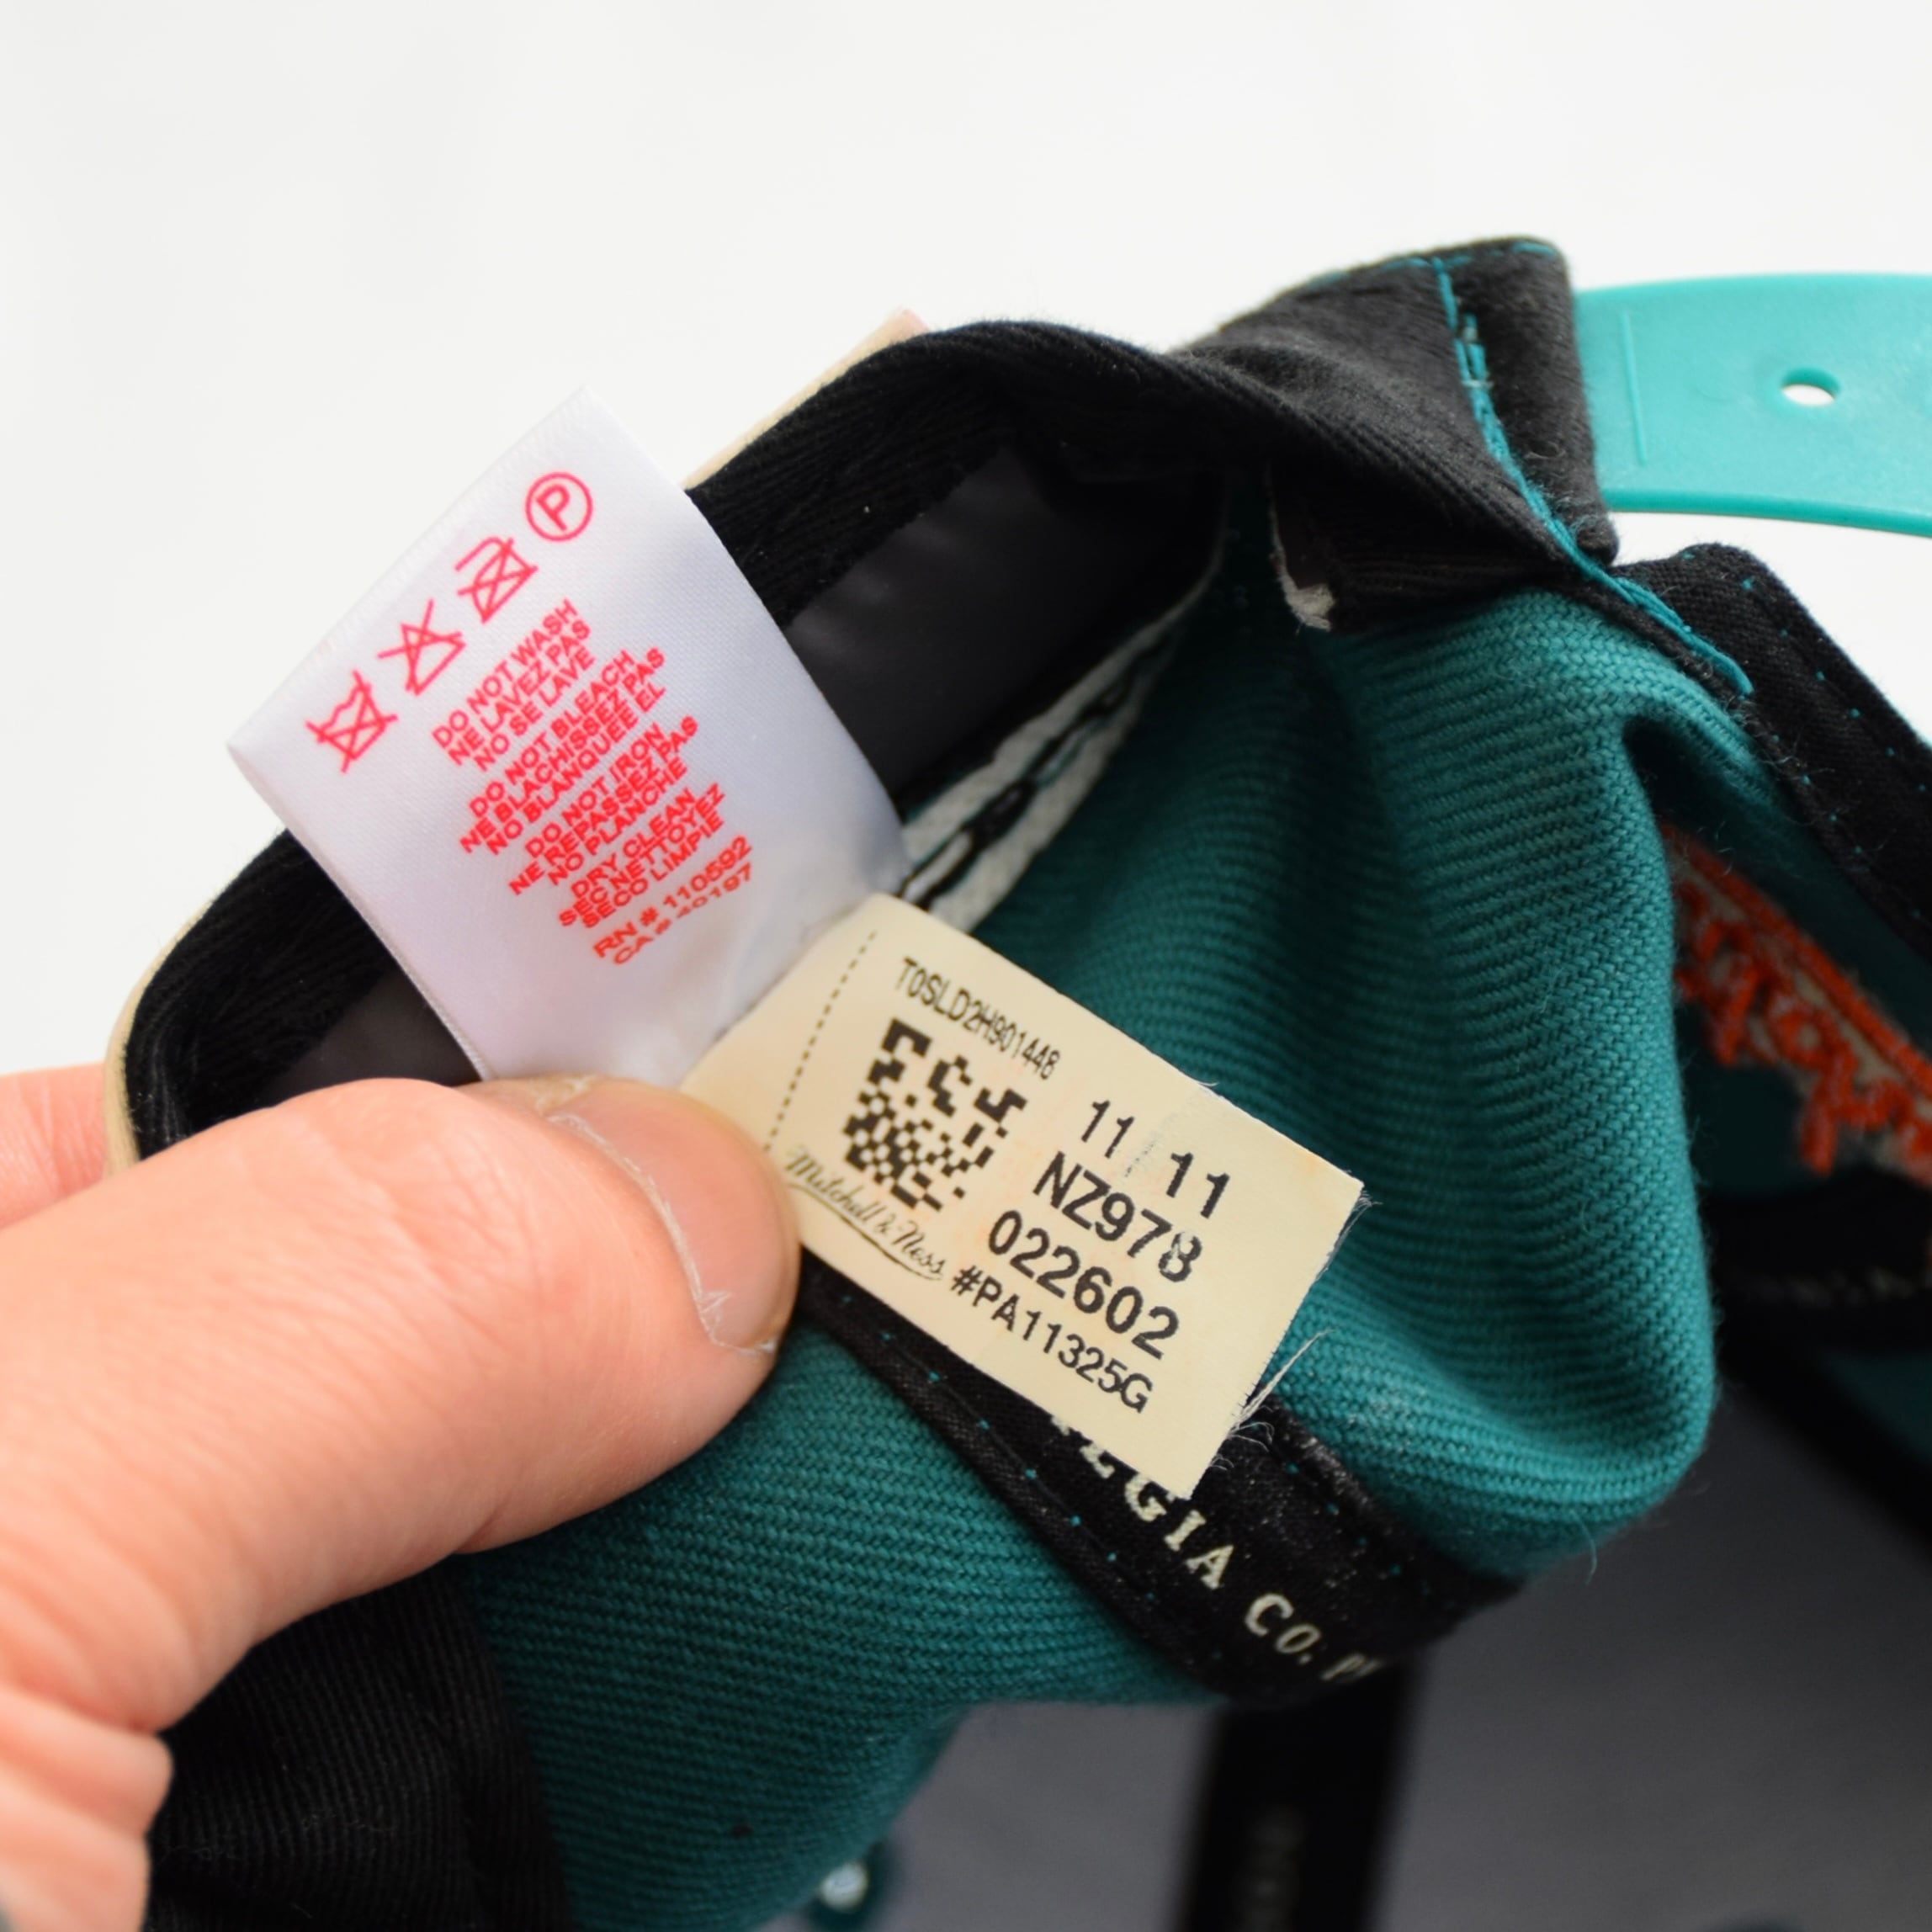 P
DO NOT WASH
NE LAVEZ PAS
NO SE LAVE
DO NOT BLEACH
NE BLACHISSEZ PAS
NO BLANQUEE EL
DO NOT IRON
NE REPASSEZ PAS
NO PLANCHE
DRY CLEAN
SEC NETTOYEZ
SECO LIMPIE
RN # 110592
CA # 40197
T0SLD2H901448
11/11
NZ978
022602
Mitchell & Ness
#PA11325G
CO.